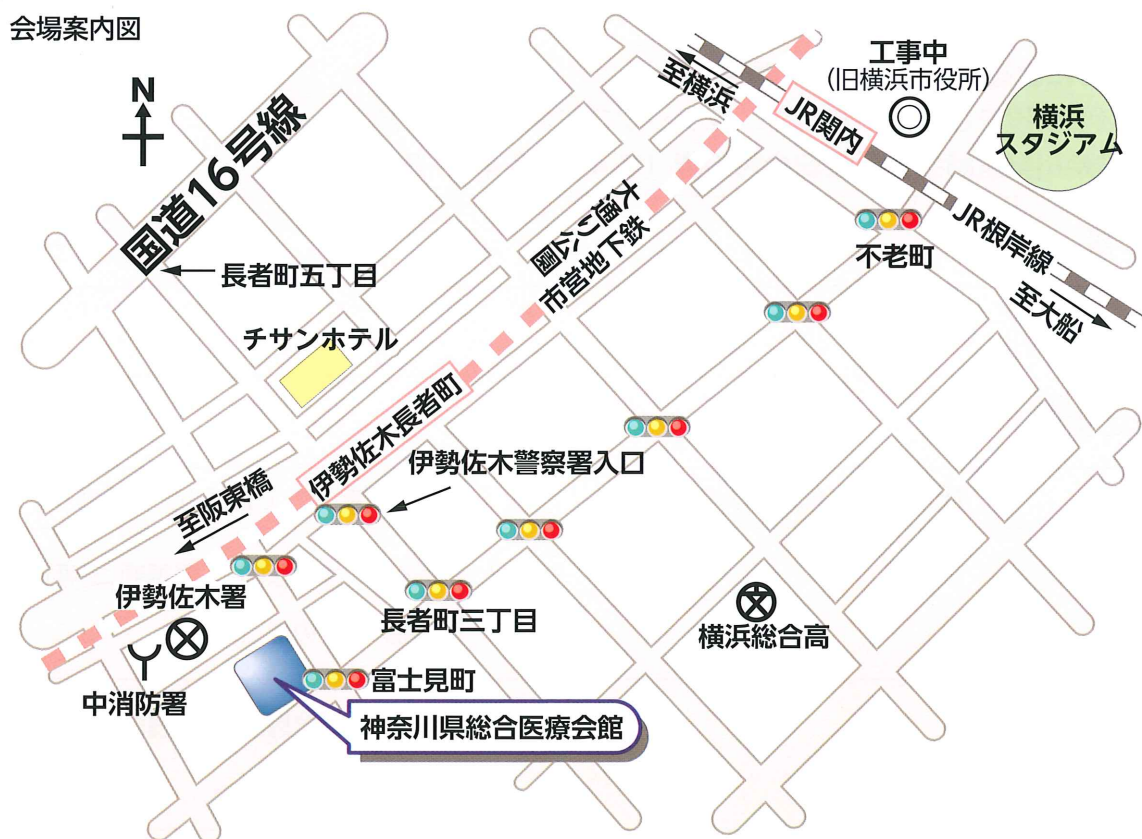 会場案内図
N
国道16号線
長者町五丁目
チサンホテル
至横浜
JR関内
工事中
(旧横浜市役所)
横浜
スタジアム
JR根岸線
至大船
不老町
大通り公園
市営地下鉄
伊勢佐木長者町
伊勢佐木警察署入口
至阪東橋
伊勢佐木署
中消防署
長者町三丁目
横浜総合高
富士見町
神奈川県総合医療会館